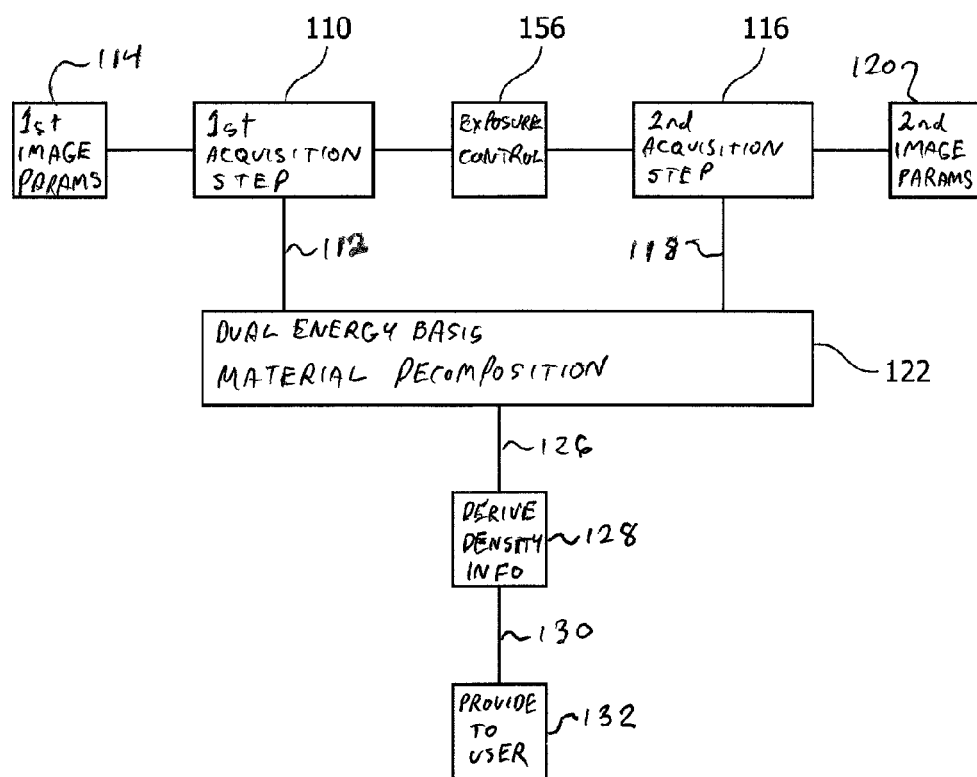 110
156
116
114
120
1st
IMAGE
PARAMS
1st
ACQUISITION
STEP
EXPOSURE
CONTROL
2nd
ACQUISITION
STEP
2nd
IMAGE
PARAMS
112
118
DUAL ENERGY BASIS
MATERIAL DECOMPOSITION
122
126
DERIVE
DENSITY
INFO
128
130
PROVIDE
TO
USER
132